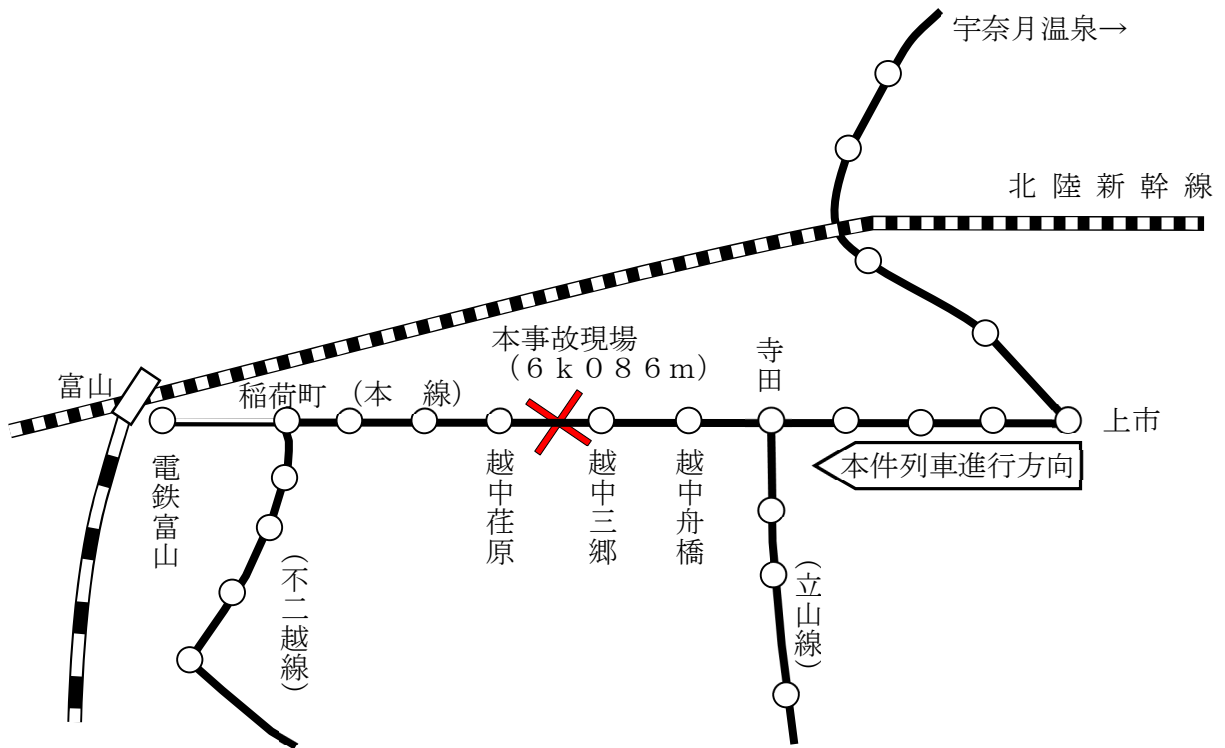 宇奈月温泉→
北陸新幹線
本事故現場
(6k086m)
寺田
富山
稲荷町
(本 線)
上市
本件列車進行方向
電鉄富山
越中荏原
越中三郷
越中舟橋
(不二越線)
(立山線)